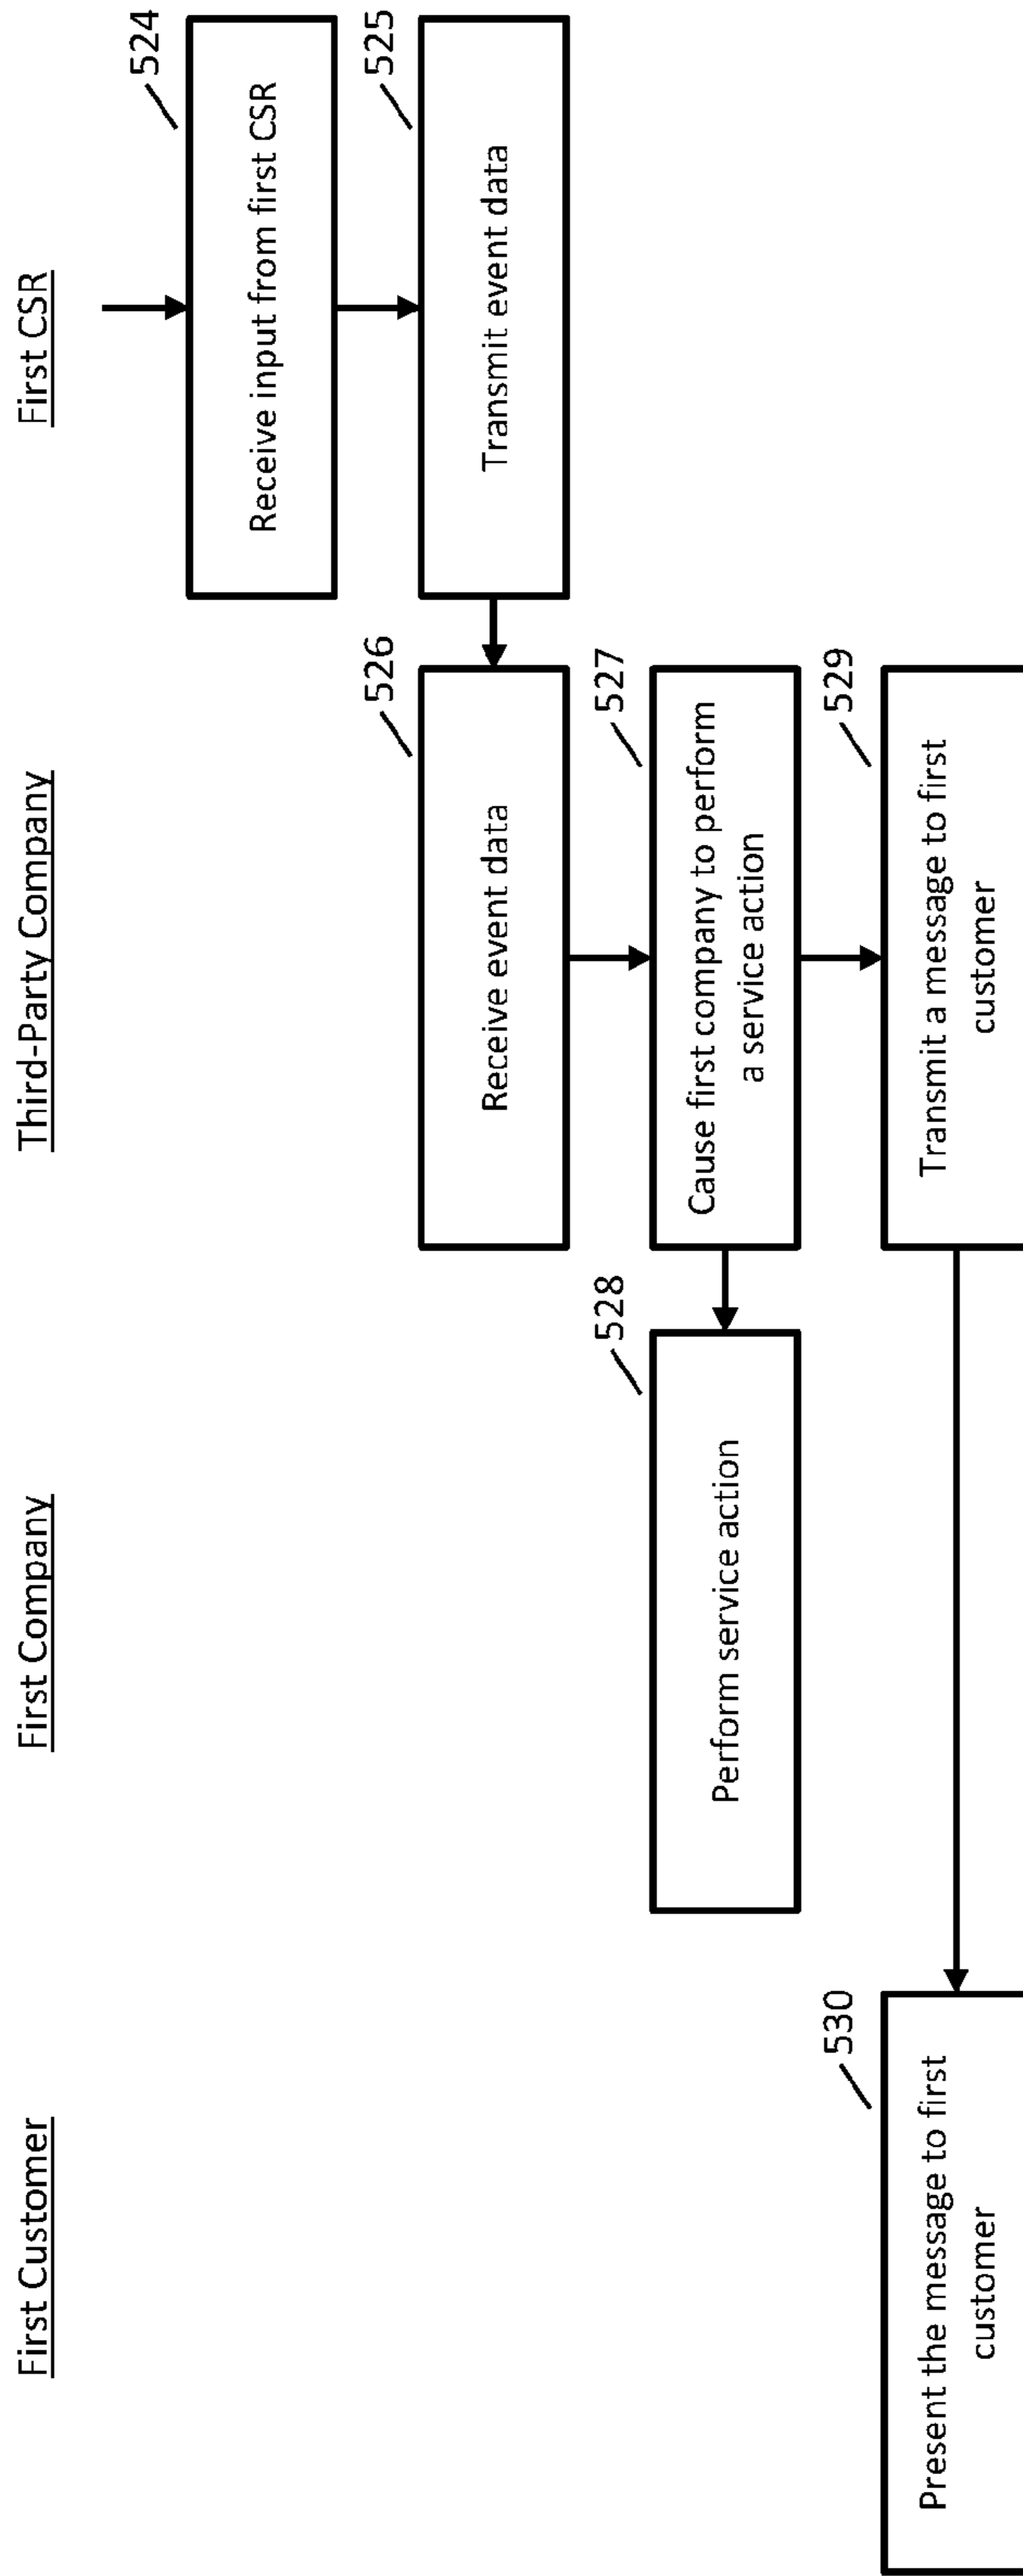 First Customer
First Company
Third-Party Company
First CSR
524
Receive input from first CSR
525
Transmit event data
526
Receive event data
527
Cause first company to perform
a service action
528
Perform service action
529
Transmit a message to first
customer
530
Present the message to first
customer